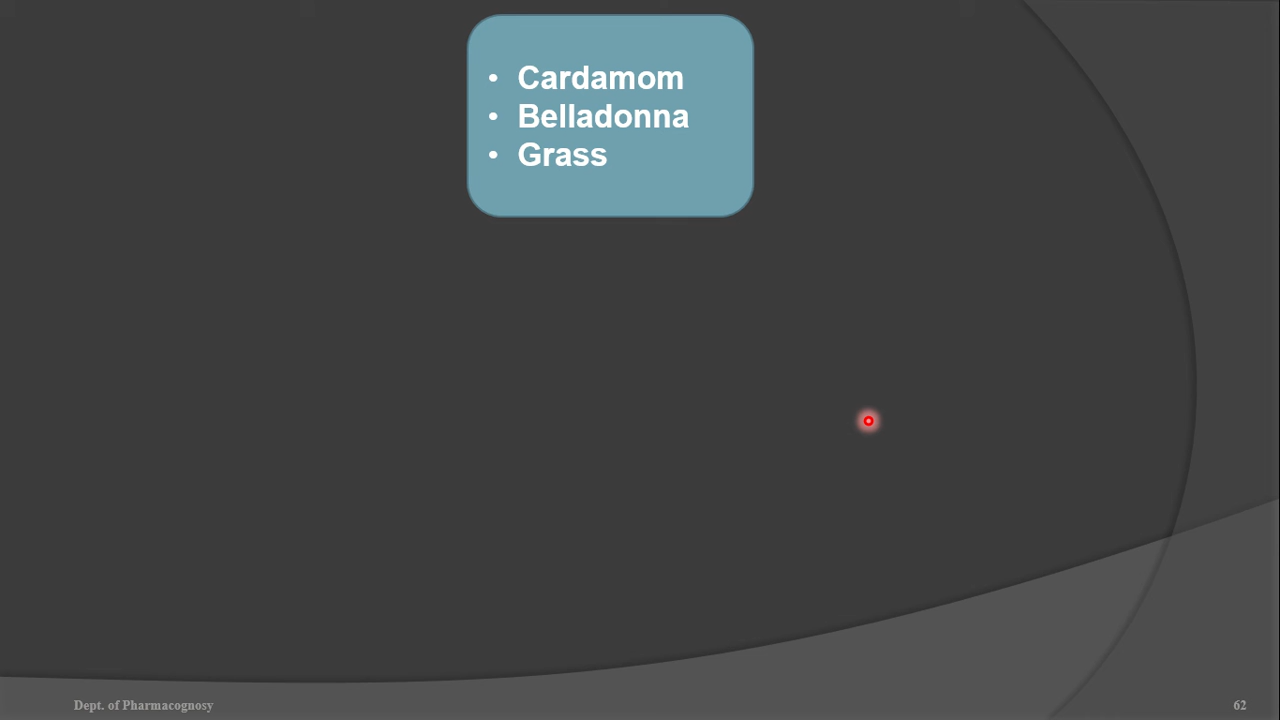 • Cardamom
• Belladonna
• Grass
Dept. of Pharmacognosy
62